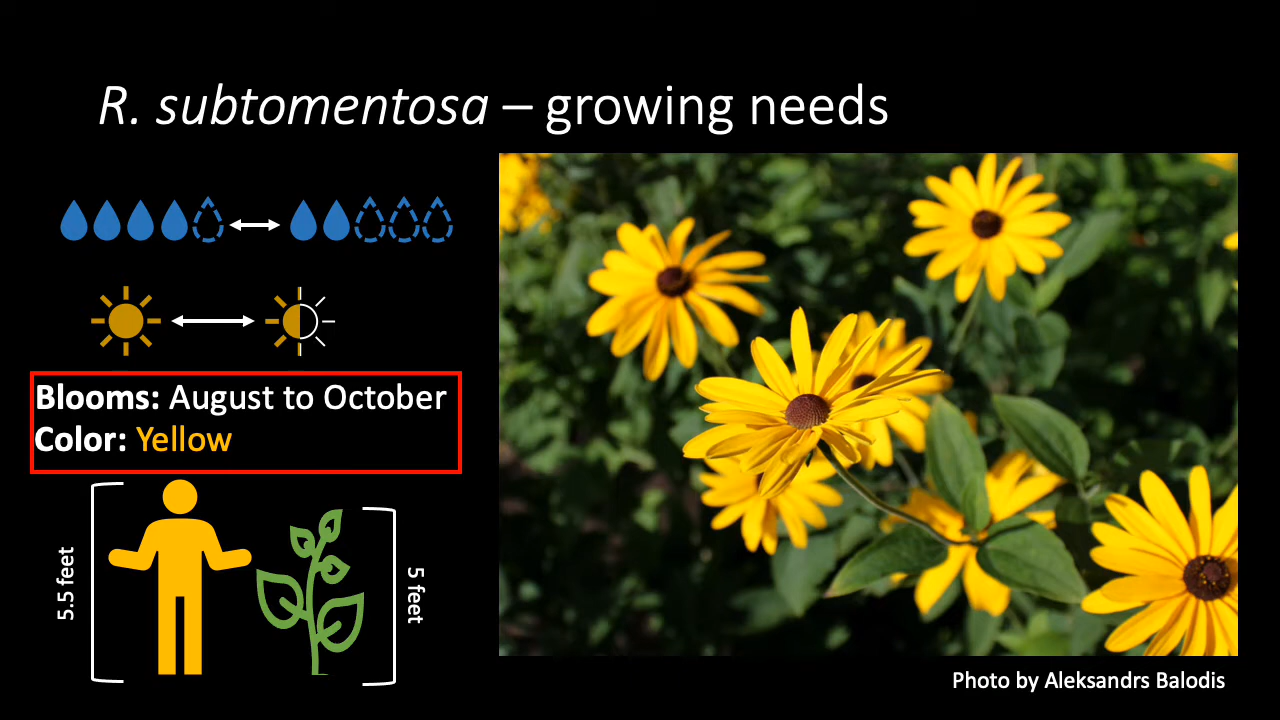 R. subtomentosa – growing needs
Blooms: August to October
Color: Yellow
5.5 feet
5 feet
Photo by Aleksandrs Balodis